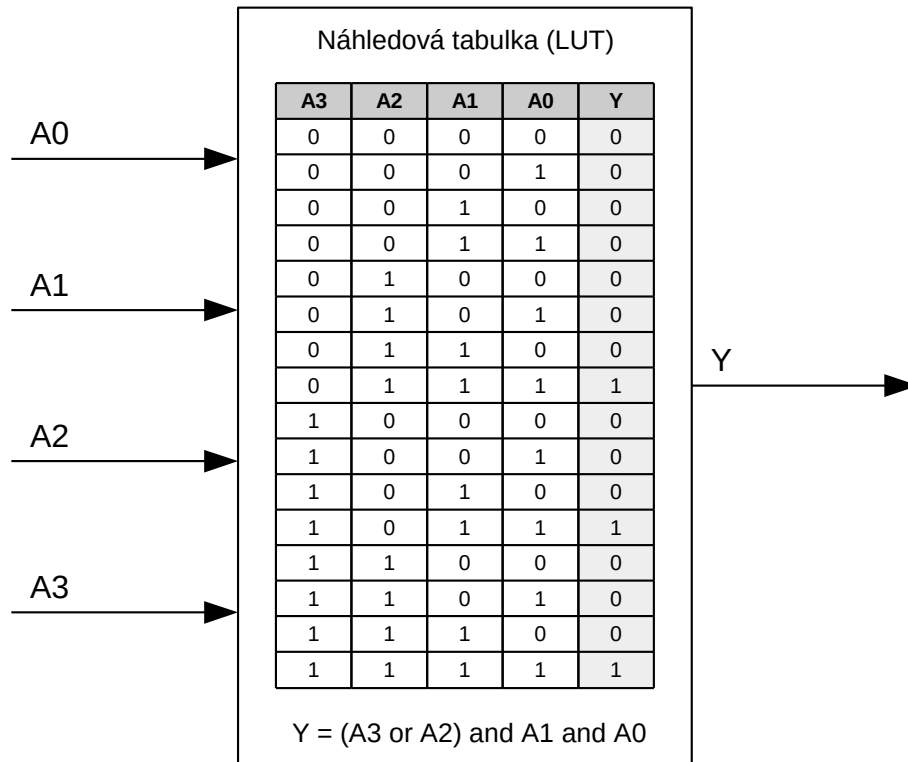 Náhledová tabulka (LUT)
A3 A2 A1 A0 Y
0 0 0 0 0
0 0 0 1 0
0 0 1 0 0
0 0 1 1 0
0 1 0 0 0
0 1 0 1 0
0 1 1 0 0
0 1 1 1 1
1 0 0 0 0
1 0 0 1 0
1 0 1 0 0
1 0 1 1 1
1 1 0 0 0
1 1 0 1 0
1 1 1 0 0
1 1 1 1 1
Y = (A3 or A2) and A1 and A0
A0
A1
A2
A3
Y